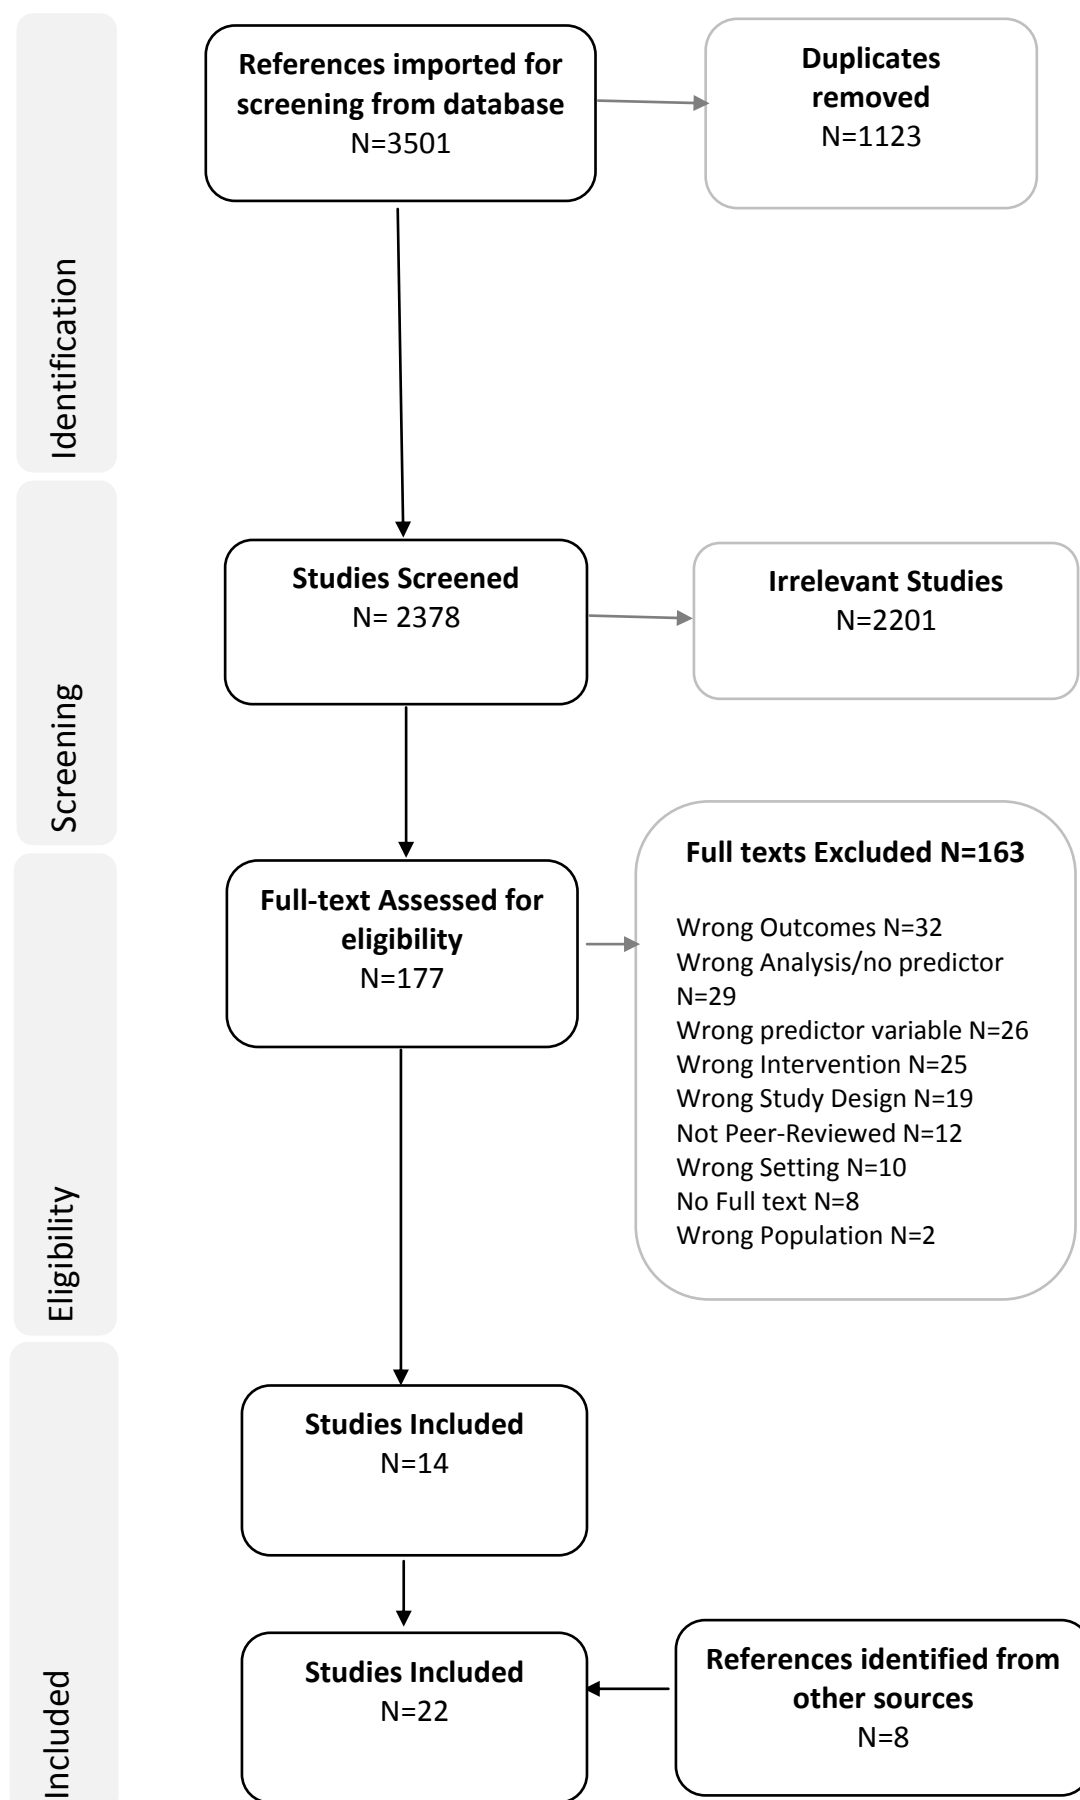 Identification
References imported for
screening from database
N=3501
Duplicates
removed
N=1123
Screening
Studies Screened
N= 2378
Irrelevant Studies
N=2201
Eligibility
Full-text Assessed for
eligibility
N=177
Full texts Excluded N=163
Wrong Outcomes N=32
Wrong Analysis/no predictor
N=29
Wrong predictor variable N=26
Wrong Intervention N=25
Wrong Study Design N=19
Not Peer-Reviewed N=12
Wrong Setting N=10
No Full text N=8
Wrong Population N=2
Included
Studies Included
N=14
Studies Included
N=22
References identified from
other sources
N=8